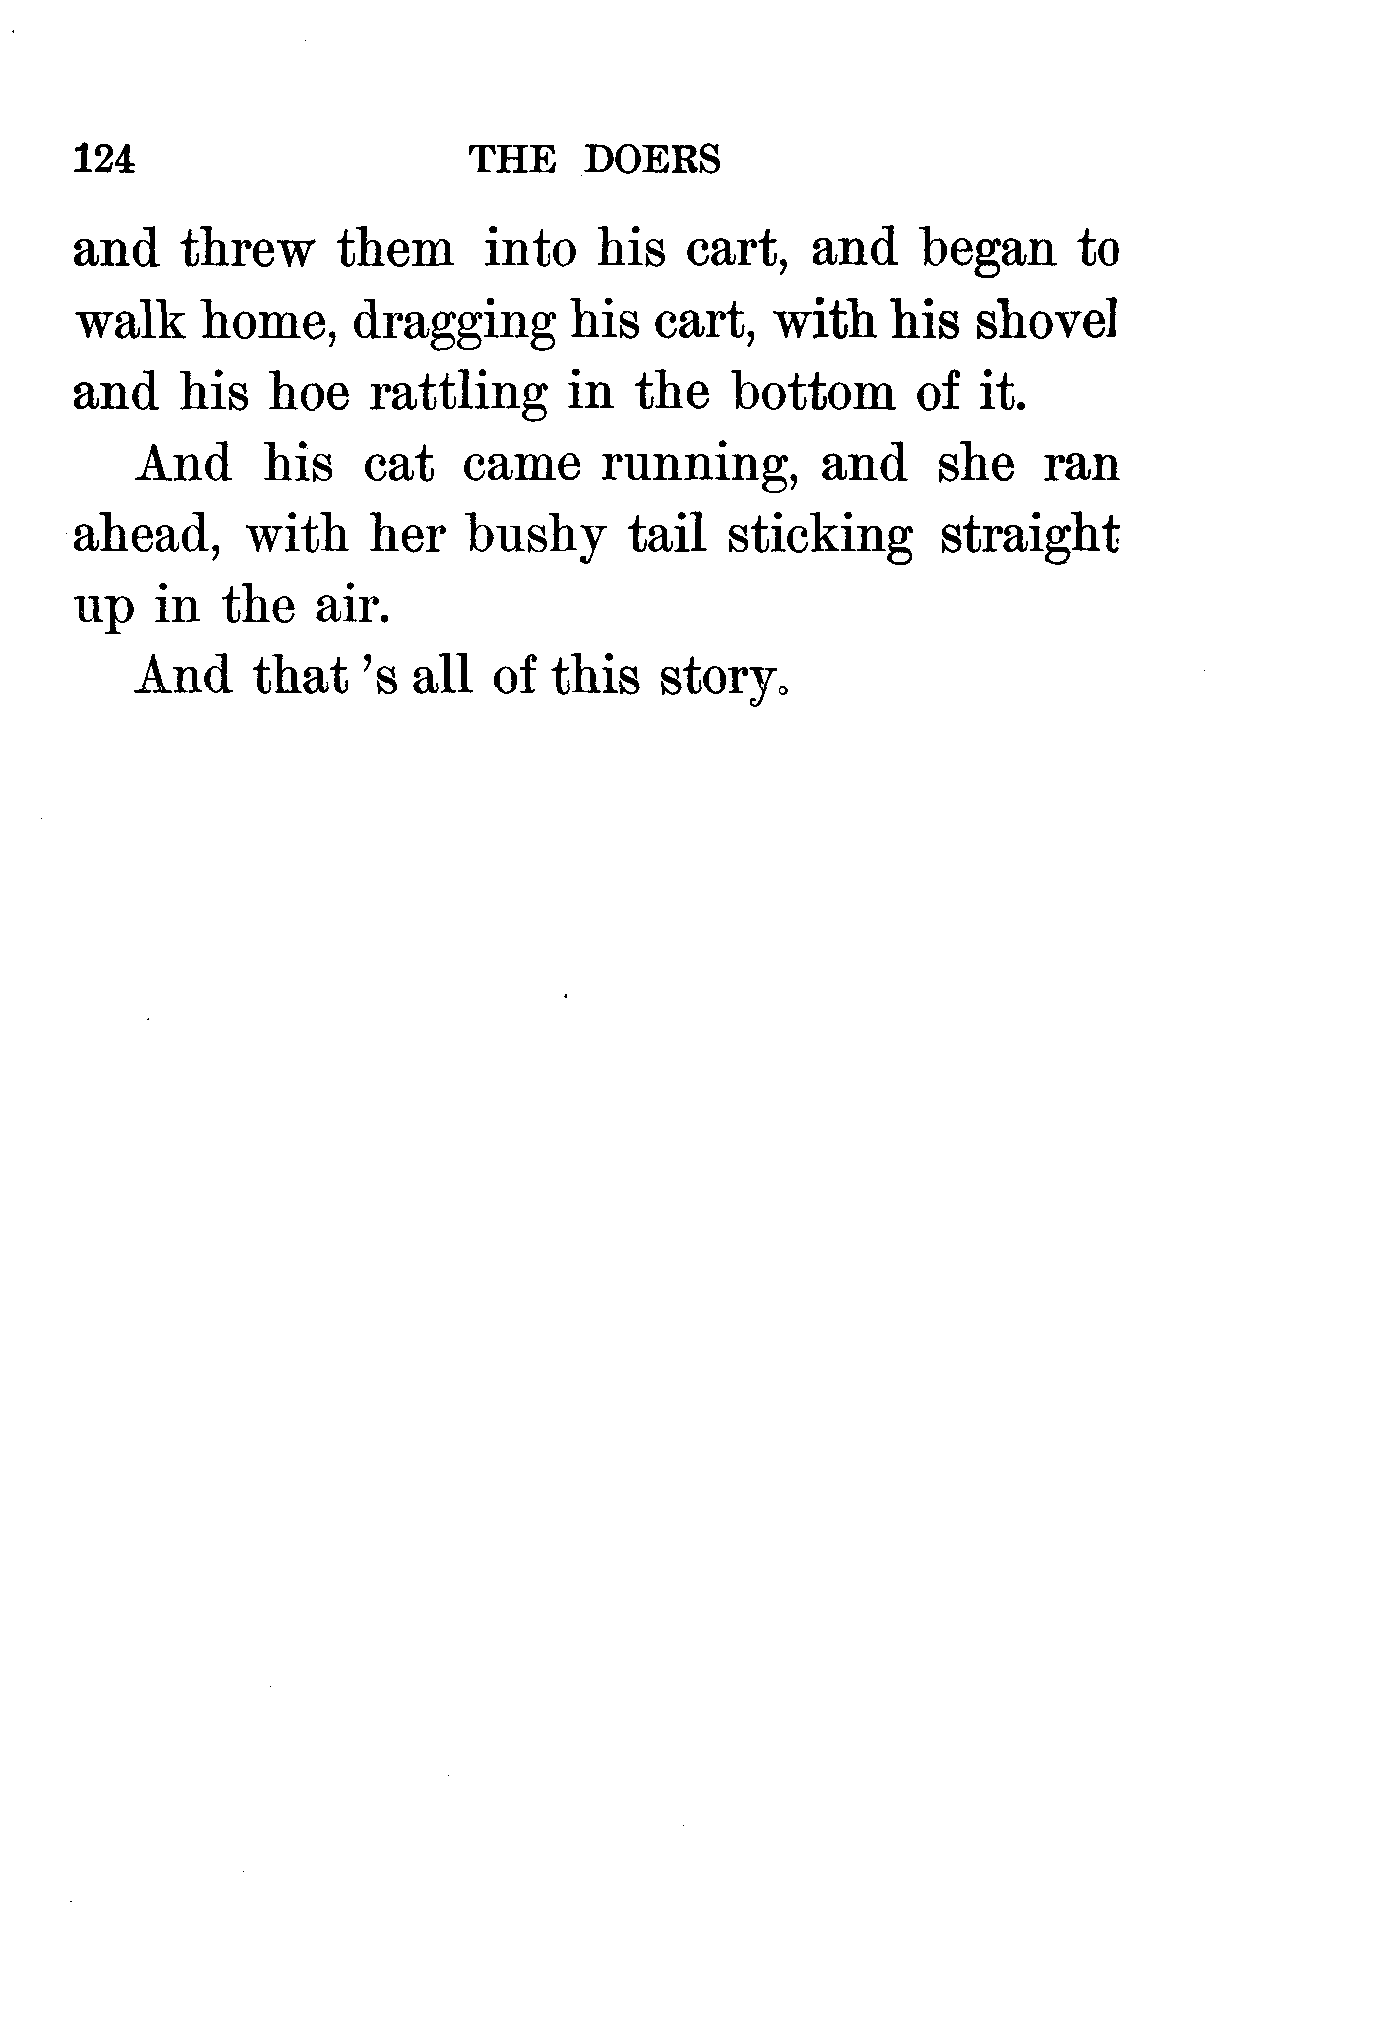 124 THE DOERS
and threw them into his cart, and began to
walk home, dragging his cart, with his shovel
and his hoe rattling in the bottom of it.
And his cat came running, and she ran
ahead, with her bushy tail sticking straight
up in the air.
And that 's all of this story.